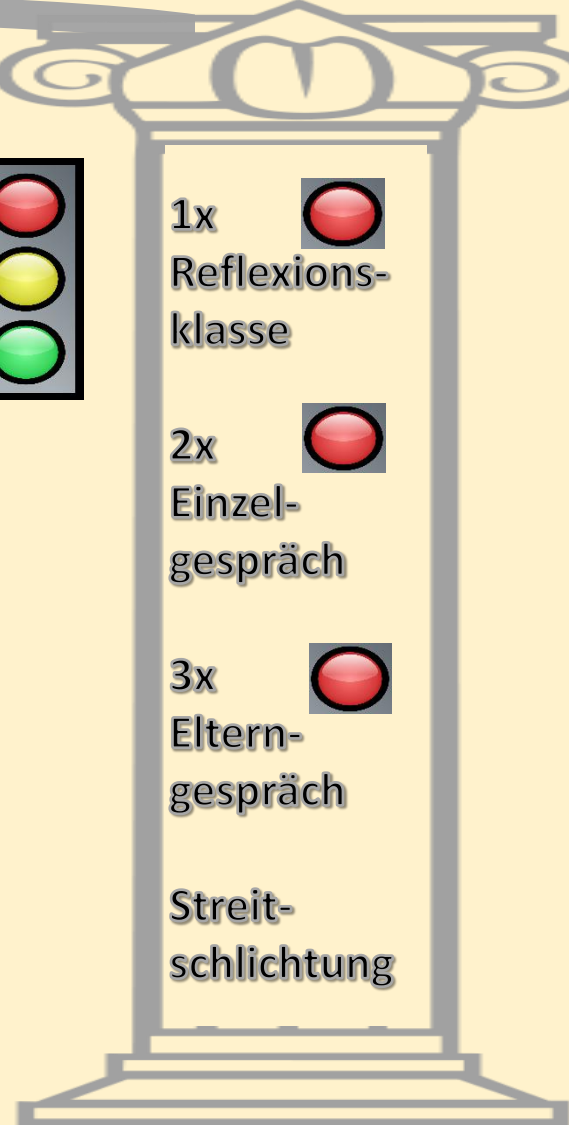 1x
Reflexions-
klasse
2x
Einzel-
gespräch
3x
Eltern-
gespräch
Streit-
schlichtung